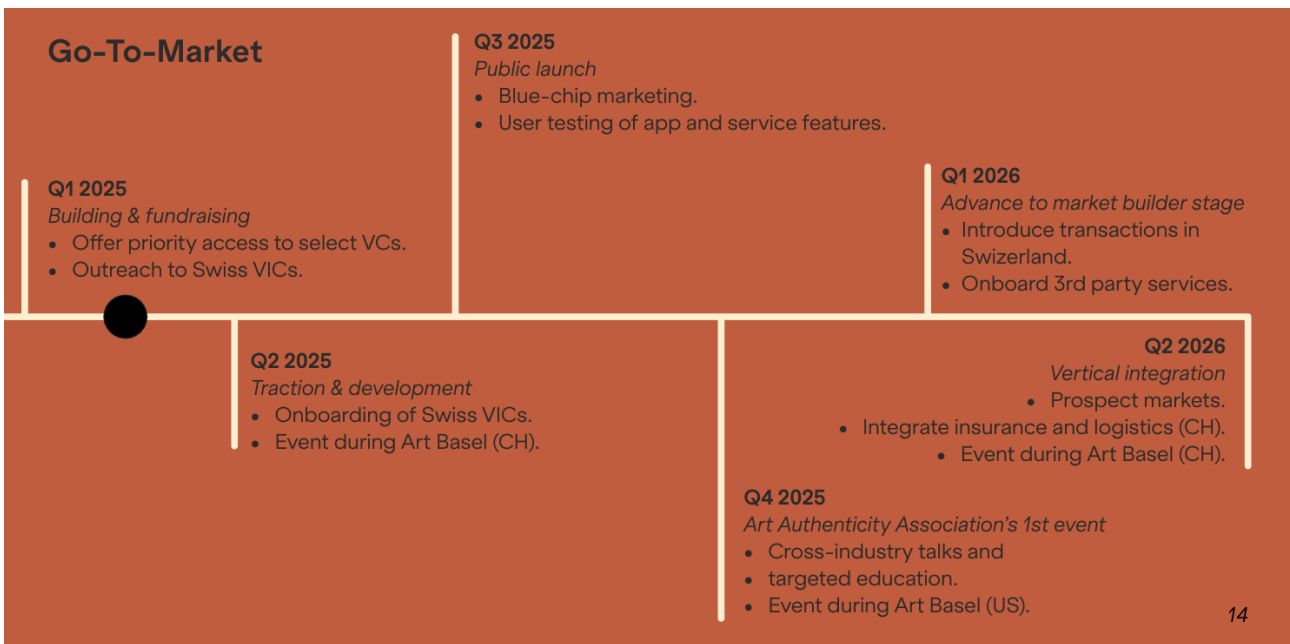 Go-To-Market
Q1 2025
Building & fundraising
• Offer priority access to select VCs.
• Outreach to Swiss VICs.
Q2 2025
Traction & development
• Onboarding of Swiss VICs.
• Event during Art Basel (CH).
Q3 2025
Public launch
• Blue-chip marketing.
• User testing of app and service features.
Q4 2025
Art Authenticity Association's 1st event
• Cross-industry talks and
• targeted education.
• Event during Art Basel (US).
Q1 2026
Advance to market builder stage
• Introduce transactions in
Swizerland.
• Onboard 3rd party services.
Q2 2026
Vertical integration
• Prospect markets.
• Integrate insurance and logistics (CH).
• Event during Art Basel (CH).
14